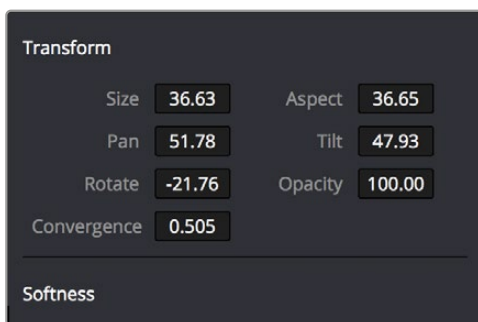 Transform
Size 36.63 Aspect 36.65
Pan 51.78 Tilt 47.93
Rotate -21.76 Opacity 100.00
Convergence 0.505
Softness